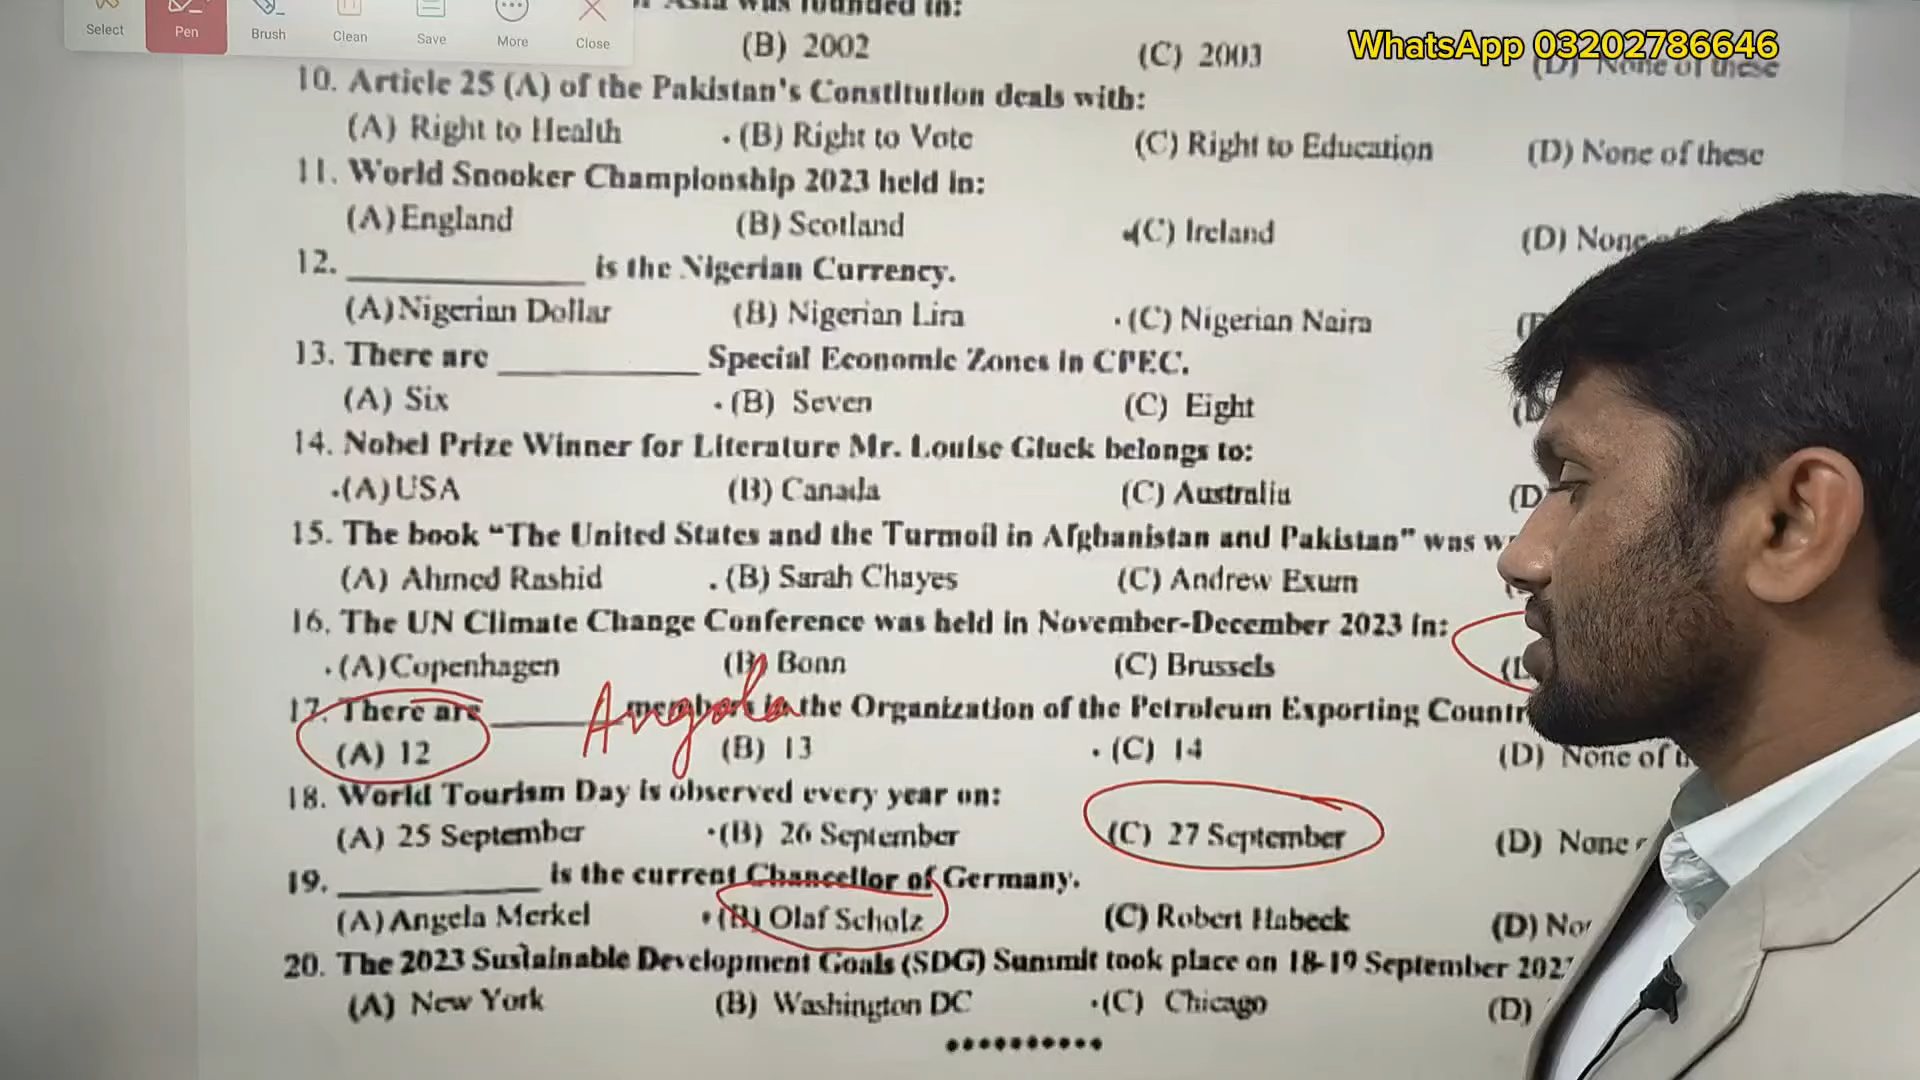 Select Pen Brush Clean Save More Close
Asia was founded in:
WhatsApp 03202786646
(B) 2002 (C) 2003 (D) None of these
10. Article 25 (A) of the Pakistan's Constitution deals with:
(A) Right to Health (B) Right to Vote (C) Right to Education (D) None of these
11. World Snooker Championship 2023 held in:
(A) England (B) Scotland (C) Ireland (D) None
12. ____________ is the Nigerian Currency.
(A) Nigerian Dollar (B) Nigerian Lira (C) Nigerian Naira
13. There are ____________ Special Economic Zones in CPEC.
(A) Six (B) Seven (C) Eight
14. Nobel Prize Winner for Literature Mr. Louise Gluck belongs to:
(A) USA (B) Canada (C) Australia (D
15. The book “The United States and the Turmoil in Afghanistan and Pakistan” was w
(A) Ahmed Rashid (B) Sarah Chayes (C) Andrew Exum
16. The UN Climate Change Conference was held in November-December 2023 in:
(A) Copenhagen (B) Bonn (C) Brussels
17. There are ________ members in the Organization of the Petroleum Exporting Countr
Angola
(A) 12 (B) 13 (C) 14 (D) None of
18. World Tourism Day is observed every year on:
(A) 25 September (B) 26 September (C) 27 September (D) None
19. ____________ is the current Chancellor of Germany.
(A) Angela Merkel (B) Olaf Scholz (C) Robert Habeck (D) No
20. The 2023 Sustainable Development Goals (SDG) Summit took place on 18-19 September 202
(A) New York (B) Washington DC (C) Chicago (D)